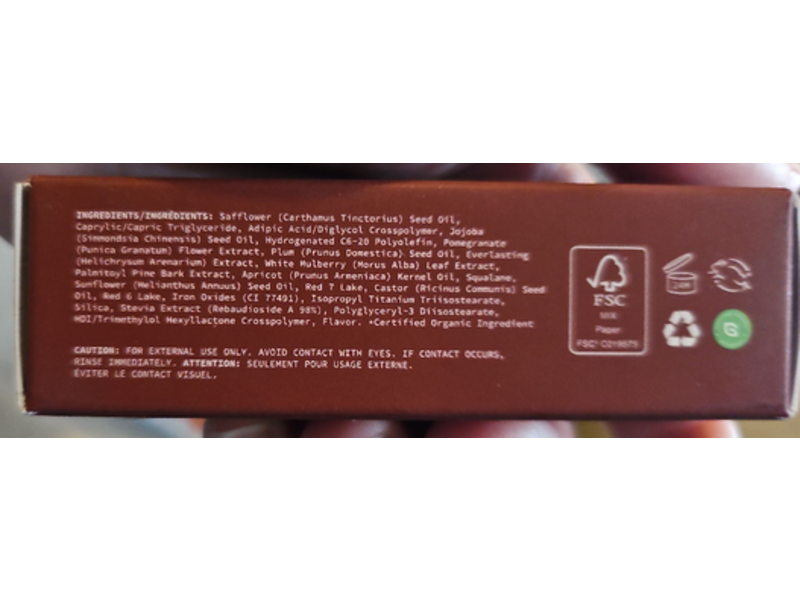 INGREDIENTS/INGRÉDIENTS: Safflower (Carthamus Tinctorius) Seed Oil,
Caprylic/Capric Triglyceride, Adipic Acid/Diglycol Crosspolymer, Jojoba
(Simmondsia Chinensis) Seed Oil, Hydrogenated C6-20 Polyolefin, Pomegranate
(Punica Granatum) Flower Extract, Plum (Prunus Domestica) Seed Oil, Everlasting
(Helichrysum Arenarium) Extract, White Mulberry (Morus Alba) Leaf Extract,
Palmitoyl Pine Bark Extract, Apricot (Prunus Armeniaca) Kernel Oil, Squalane,
Sunflower (Helianthus Annuus) Seed Oil, Red 7 Lake, Castor (Ricinus Communis) Seed
Oil, Red 6 Lake, Iron Oxides (CI 77491), Isopropyl Titanium Triisostearate,
Silica, Stevia Extract (Rebaudioside A 98%), Polyglyceryl-3 Diisostearate,
HDI/Trimethylol Hexyllactone Crosspolymer, Flavor. *Certified Organic Ingredient
CAUTION: FOR EXTERNAL USE ONLY. AVOID CONTACT WITH EYES. IF CONTACT OCCURS,
RINSE IMMEDIATELY. ATTENTION: SEULEMENT POUR USAGE EXTERNE.
ÉVITER LE CONTACT VISUEL.
FSC
MIX
Paper
FSC®
G